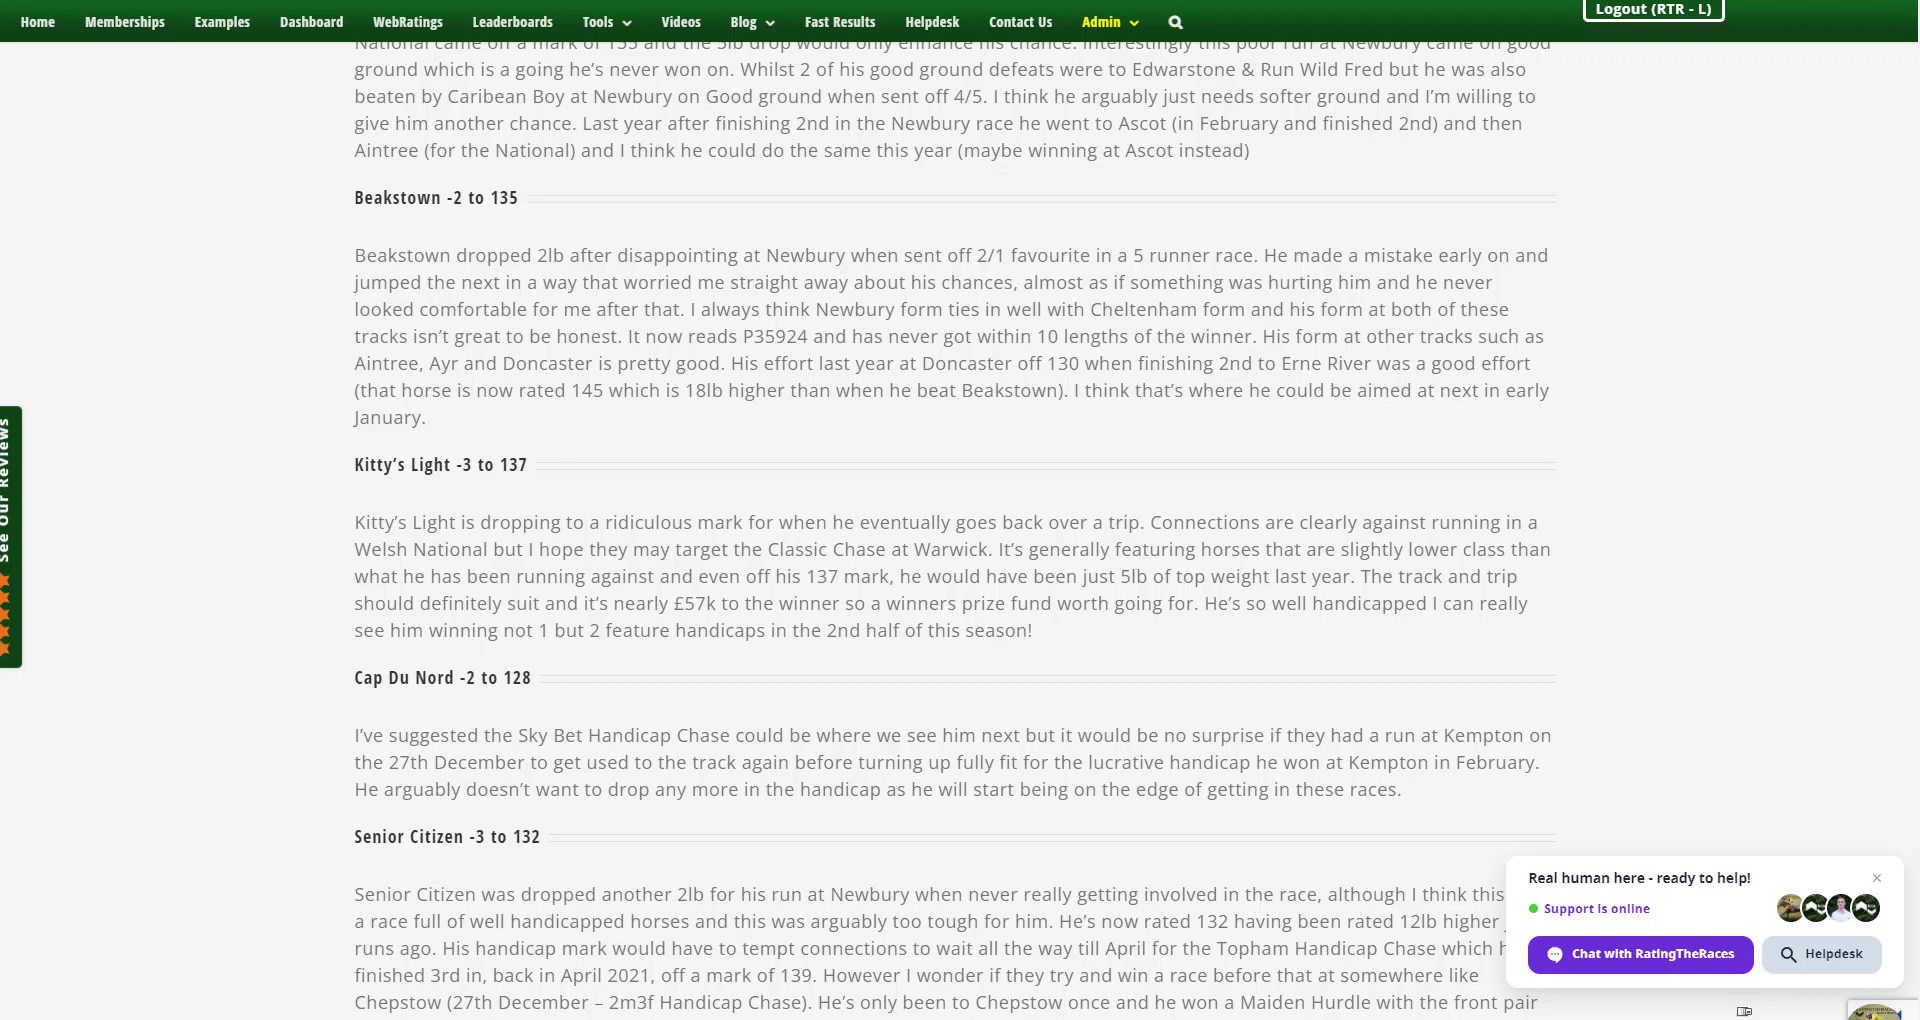 Home Memberships Examples Dashboard WebRatings Leaderboards Tools Videos Blog Fast Results Helpdesk Contact Us Admin Logout (RTR - L)
National came off a mark of 135 and the 5lb drop would only enhance his chance. Interestingly this poor run at Newbury came on good
ground which is a going he’s never won on. Whilst 2 of his good ground defeats were to Edwarstone & Run Wild Fred but he was also
beaten by Caribean Boy at Newbury on Good ground when sent off 4/5. I think he arguably just needs softer ground and I’m willing to
give him another chance. Last year after finishing 2nd in the Newbury race he went to Ascot (in February and finished 2nd) and then
Aintree (for the National) and I think he could do the same this year (maybe winning at Ascot instead)
Beakstown -2 to 135
Beakstown dropped 2lb after disappointing at Newbury when sent off 2/1 favourite in a 5 runner race. He made a mistake early on and
jumped the next in a way that worried me straight away about his chances, almost as if something was hurting him and he never
looked comfortable for me after that. I always think Newbury form ties in well with Cheltenham form and his form at both of these
tracks isn’t great to be honest. It now reads P35924 and has never got within 10 lengths of the winner. His form at other tracks such as
Aintree, Ayr and Doncaster is pretty good. His effort last year at Doncaster off 130 when finishing 2nd to Erne River was a good effort
(that horse is now rated 145 which is 18lb higher than when he beat Beakstown). I think that’s where he could be aimed at next in early
January.
See Our Reviews
Kitty’s Light -3 to 137
Kitty’s Light is dropping to a ridiculous mark for when he eventually goes back over a trip. Connections are clearly against running in a
Welsh National but I hope they may target the Classic Chase at Warwick. It’s generally featuring horses that are slightly lower class than
what he has been running against and even off his 137 mark, he would have been just 5lb of top weight last year. The track and trip
should definitely suit and it’s nearly £57k to the winner so a winners prize fund worth going for. He’s so well handicapped I can really
see him winning not 1 but 2 feature handicaps in the 2nd half of this season!
Cap Du Nord -2 to 128
I’ve suggested the Sky Bet Handicap Chase could be where we see him next but it would be no surprise if they had a run at Kempton on
the 27th December to get used to the track again before turning up fully fit for the lucrative handicap he won at Kempton in February.
He arguably doesn’t want to drop any more in the handicap as he will start being on the edge of getting in these races.
Senior Citizen -3 to 132
Senior Citizen was dropped another 2lb for his run at Newbury when never really getting involved in the race, although I think this
a race full of well handicapped horses and this was arguably too tough for him. He’s now rated 132 having been rated 12lb higher
runs ago. His handicap mark would have to tempt connections to wait all the way till April for the Topham Handicap Chase which
finished 3rd in, back in April 2021, off a mark of 139. However I wonder if they try and win a race before that at somewhere like
Chepstow (27th December – 2m3f Handicap Chase). He’s only been to Chepstow once and he won a Maiden Hurdle with the front pair
Real human here - ready to help!
Support is online
Chat with RatingTheRaces Helpdesk